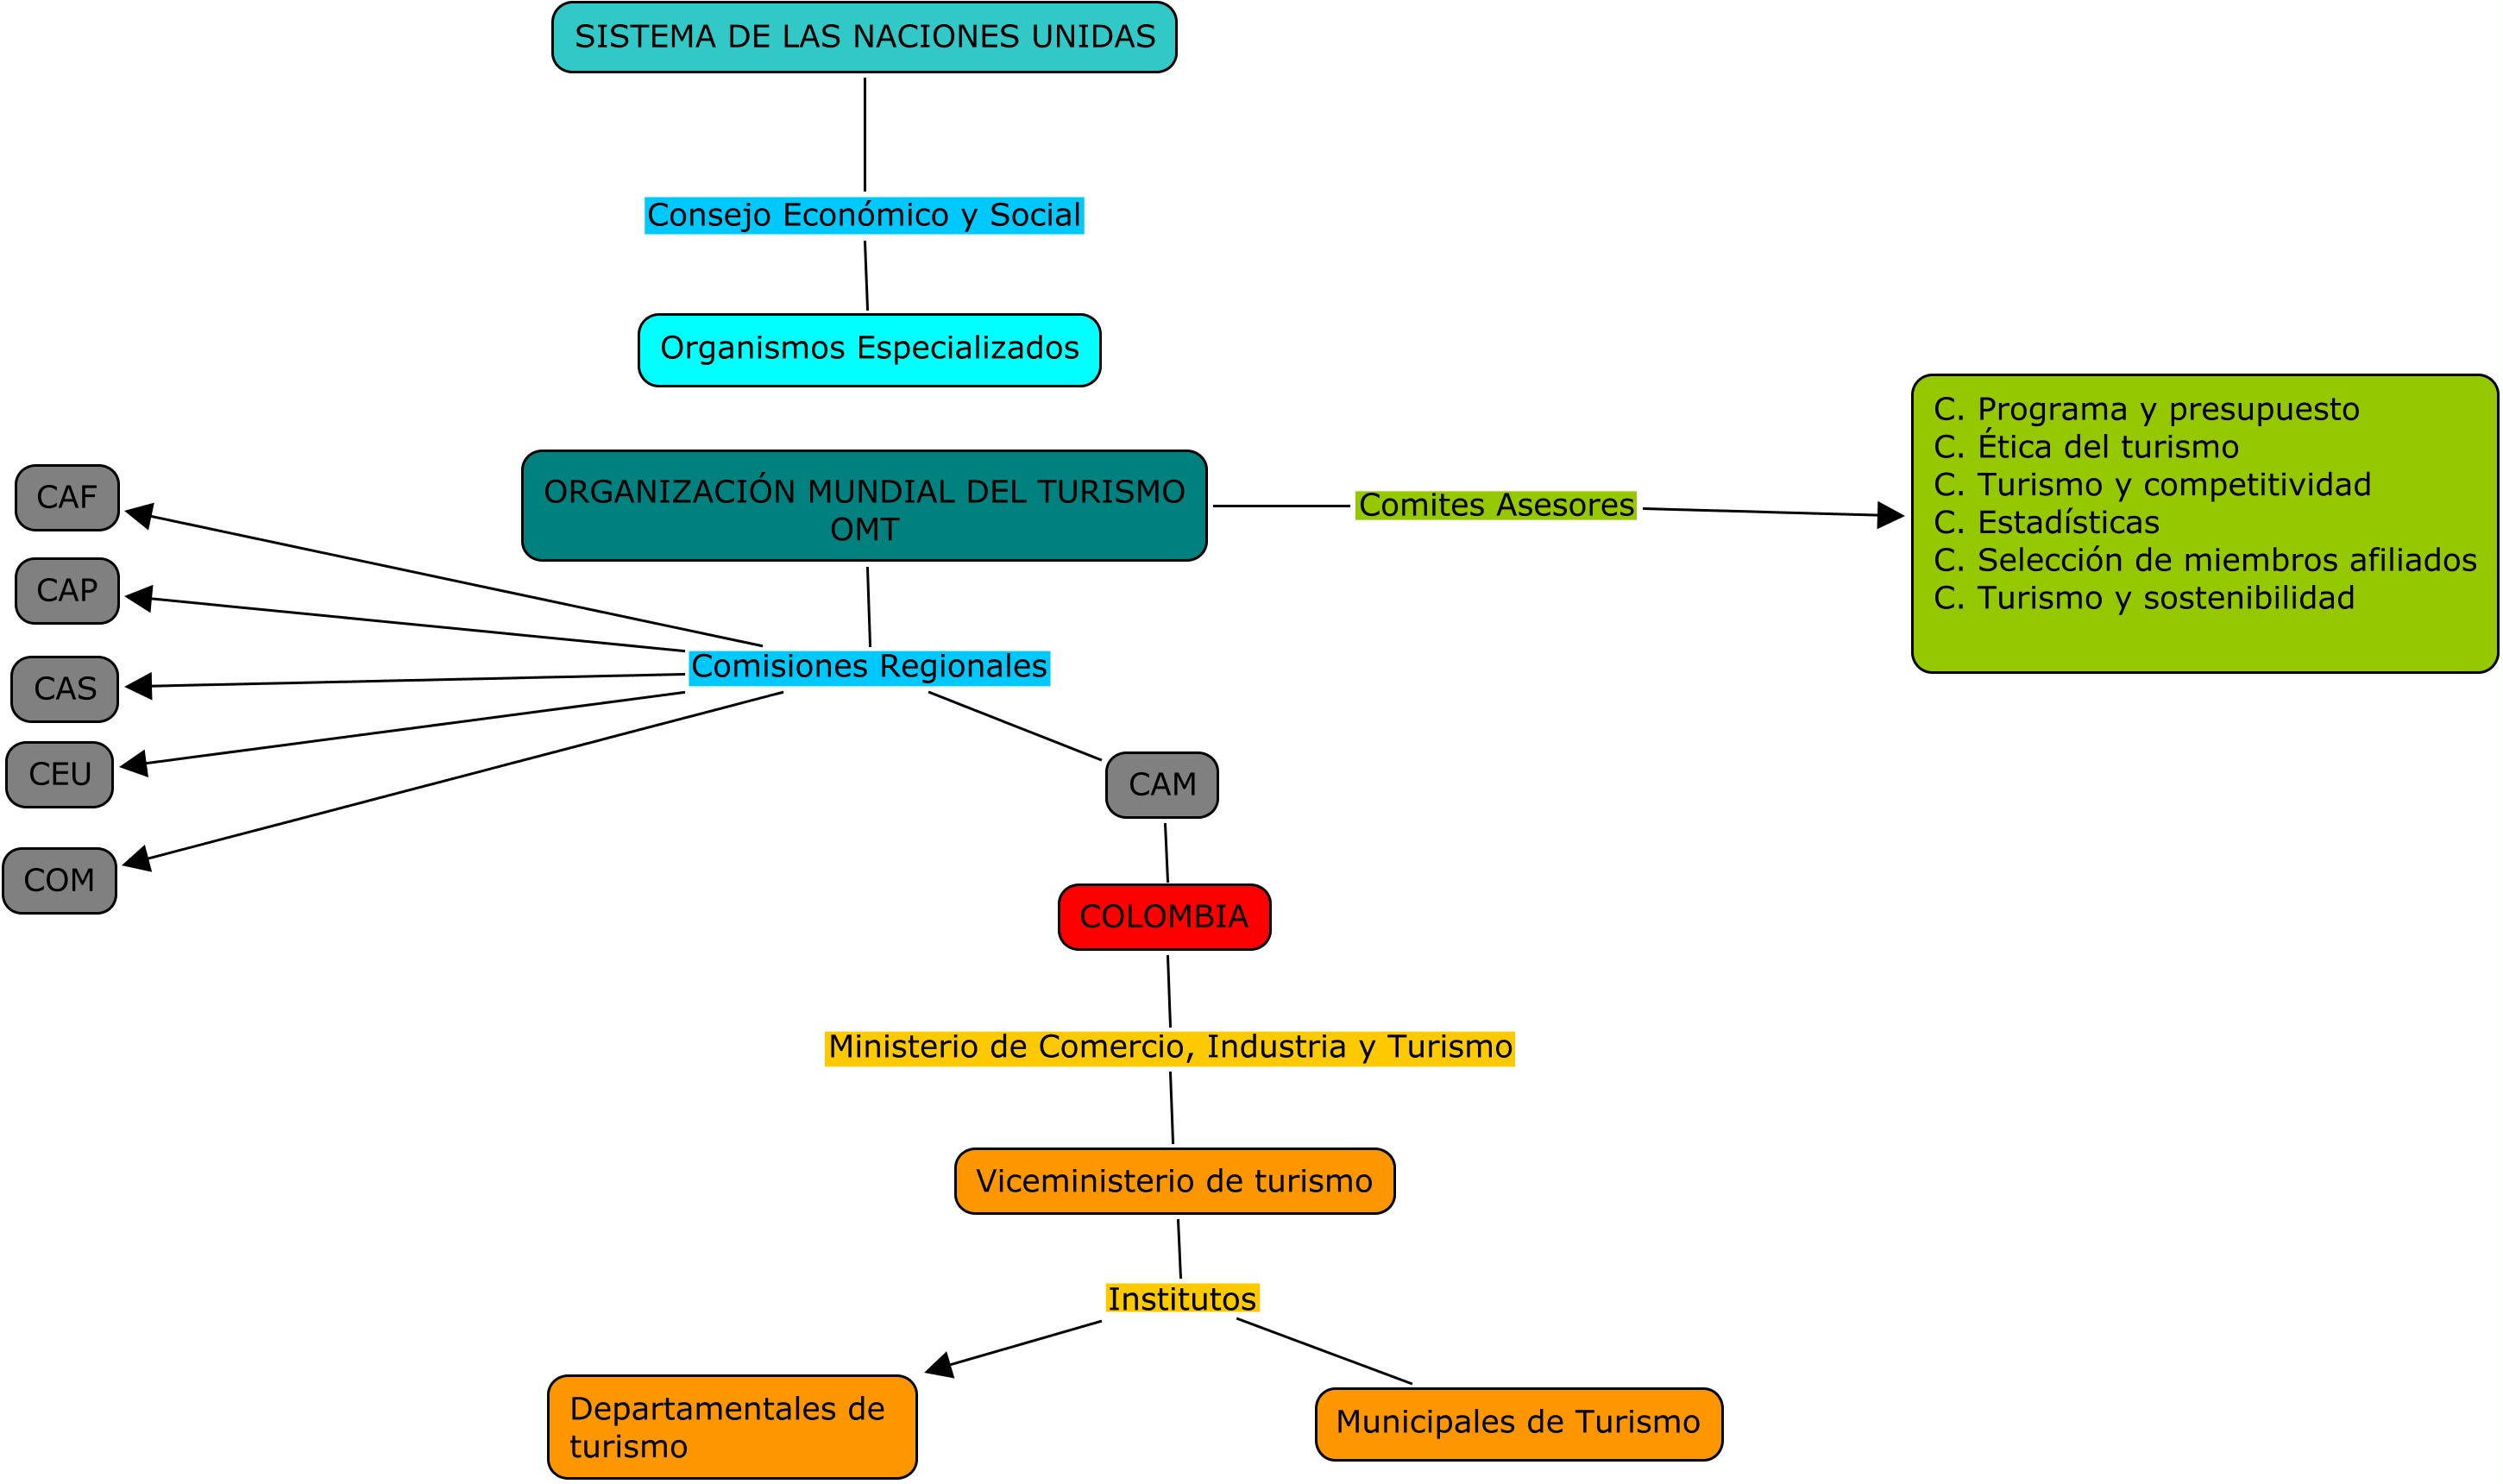 SISTEMA DE LAS NACIONES UNIDAS
Consejo Económico y Social
Organismos Especializados
ORGANIZACIÓN MUNDIAL DEL TURISMO
OMT
Comites Asesores
C. Programa y presupuesto
C. Ética del turismo
C. Turismo y competitividad
C. Estadísticas
C. Selección de miembros afiliados
C. Turismo y sostenibilidad
Comisiones Regionales
CAF
CAP
CAS
CEU
COM
CAM
COLOMBIA
Ministerio de Comercio, Industria y Turismo
Viceministerio de turismo
Institutos
Departamentales de
turismo
Municipales de Turismo